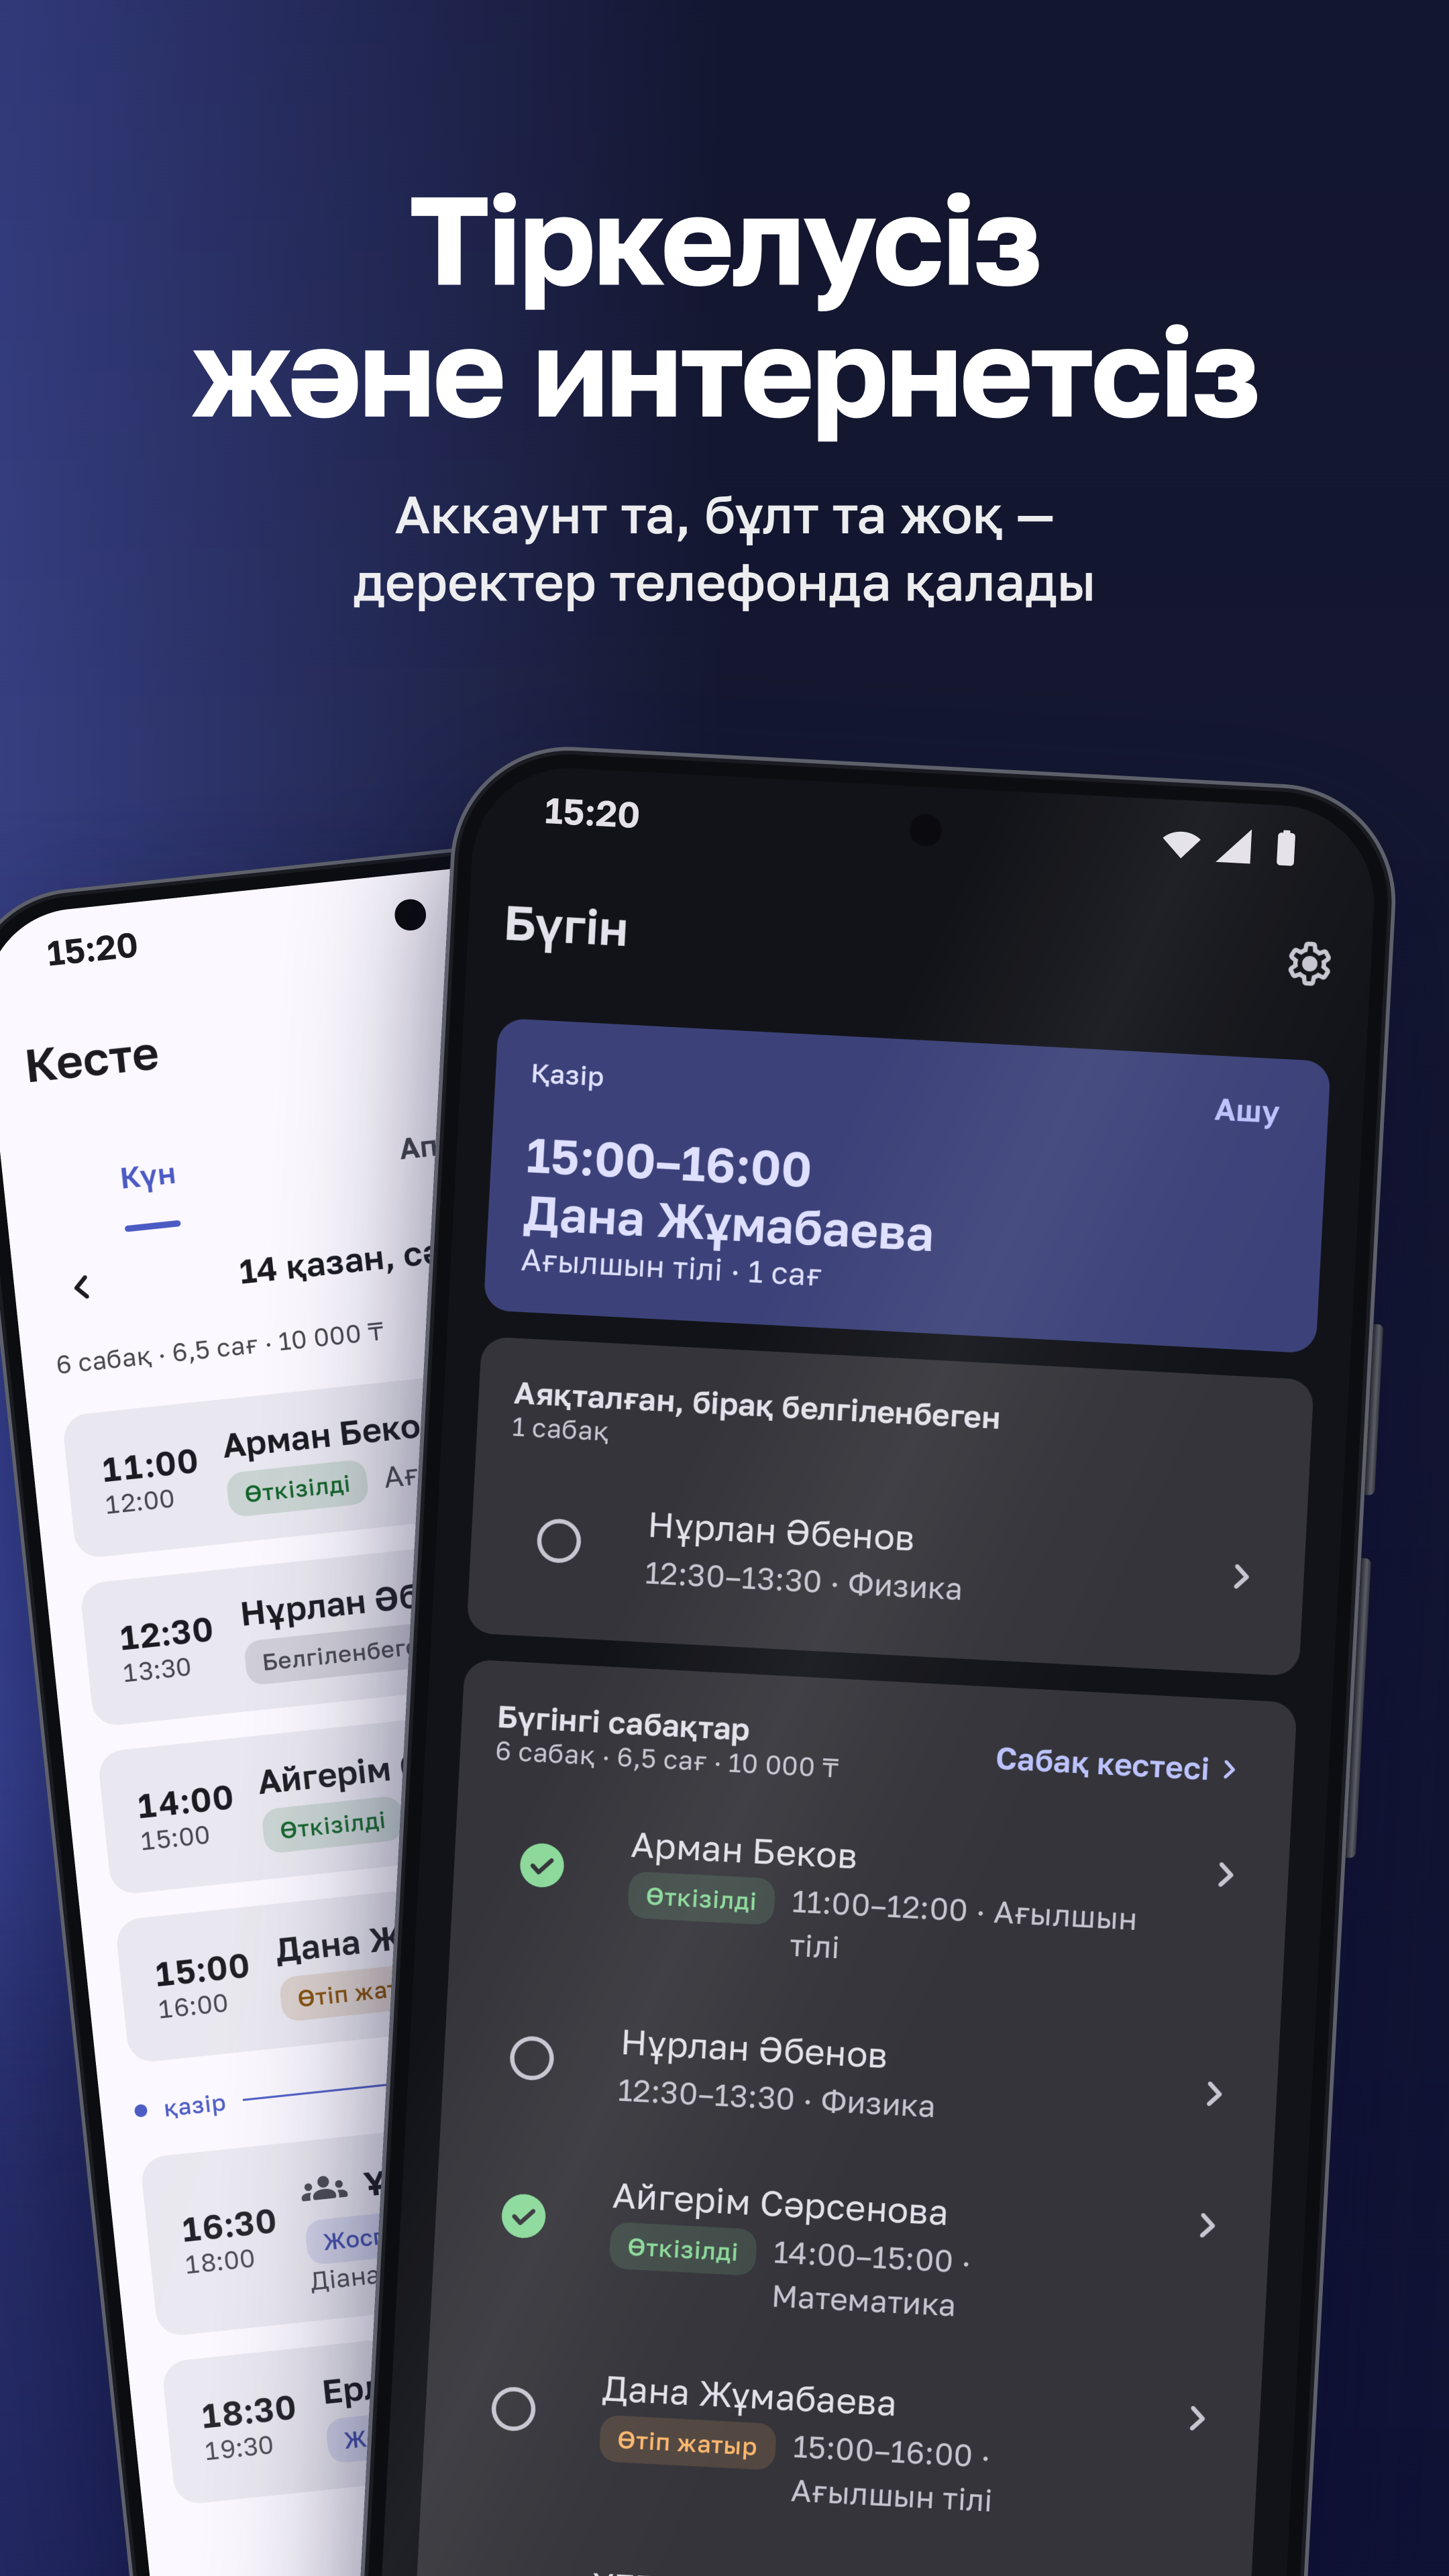 Тіркелусіз
және интернетсіз
Аккаунт та, бұлт та жоқ —
деректер телефонда қалады
15:20
Кесте
Күн
14 қазан,
6 сабақ · 6,5 сағ · 10 000 ₸
11:00
12:00
Арман
Өткізілді
12:30
13:30
Нұрлан
14:00
15:00
Айгерім
Өткізілді
15:00
16:00
Дана
Өтіп
қазір
16:30
18:00
Діана
18:30
19:30
15:20
Бүгін
Қазір
Ашу
15:00–16:00
Дана Жұмабаева
Ағылшын тілі · 1 сағ
Аяқталған, бірақ белгіленбеген
1 сабақ
Нұрлан Әбенов
12:30–13:30 · Физика
Бүгінгі сабақтар
6 сабақ · 6,5 сағ · 10 000 ₸
Сабақ кестесі
Арман Беков
Өткізілді 11:00–12:00 · Ағылшын
тілі
Нұрлан Әбенов
12:30–13:30 · Физика
Айгерім Сәрсенова
Өткізілді 14:00–15:00 ·
Математика
Дана Жұмабаева
Өтіп жатыр 15:00–16:00 ·
Ағылшын тілі